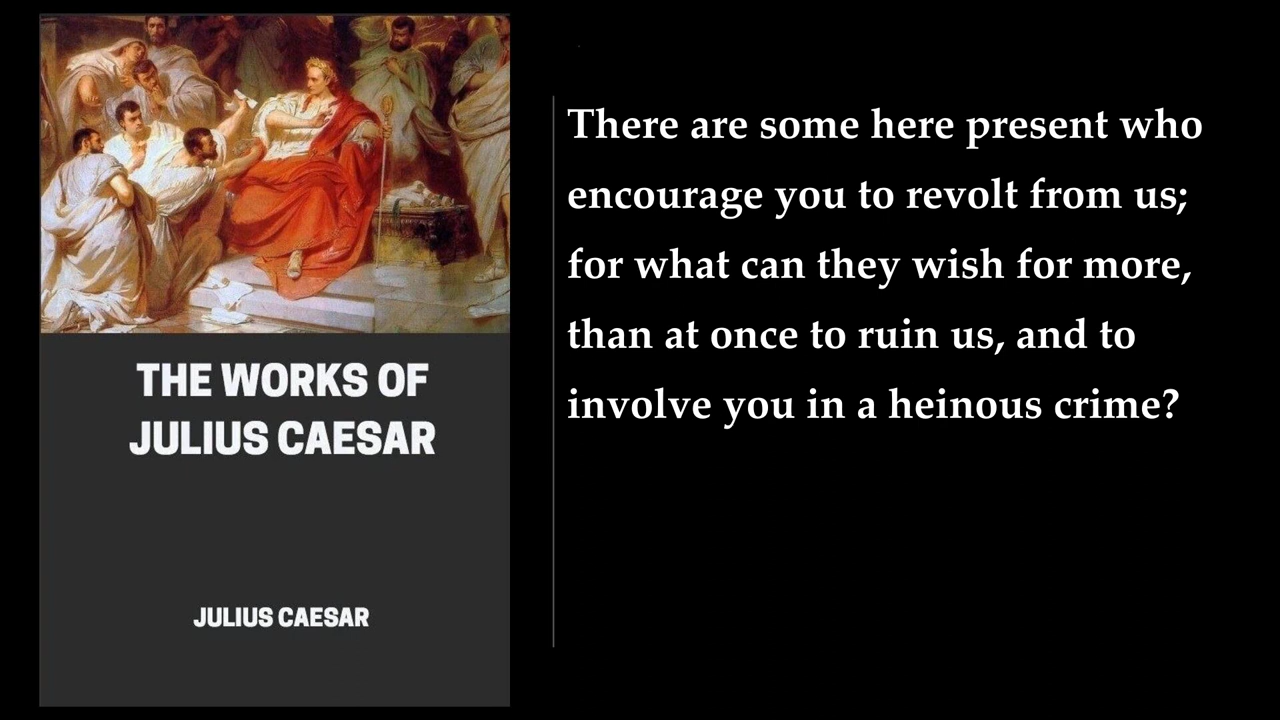 THE WORKS OF
JULIUS CAESAR
JULIUS CAESAR
There are some here present who
encourage you to revolt from us;
for what can they wish for more,
than at once to ruin us, and to
involve you in a heinous crime?